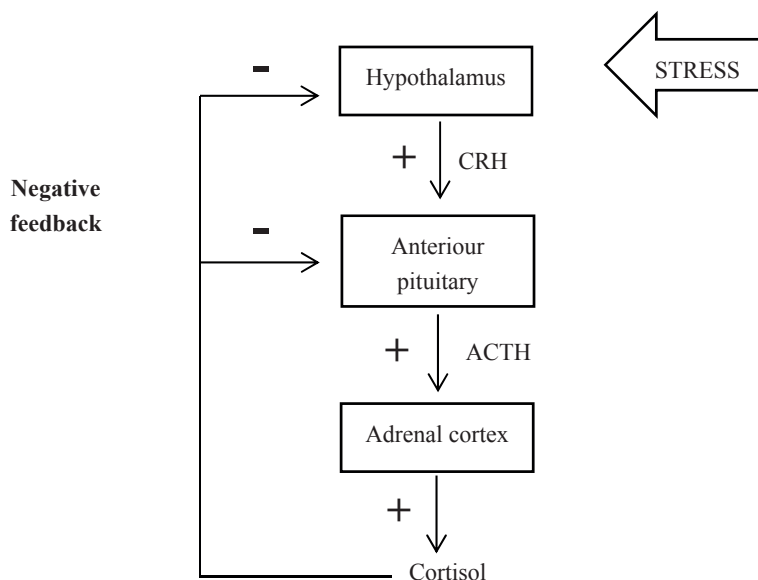 Hypothalamus
STRESS
-
+
CRH
Negative
feedback
-
Anteriour
pituitary
+
ACTH
Adrenal cortex
+
Cortisol